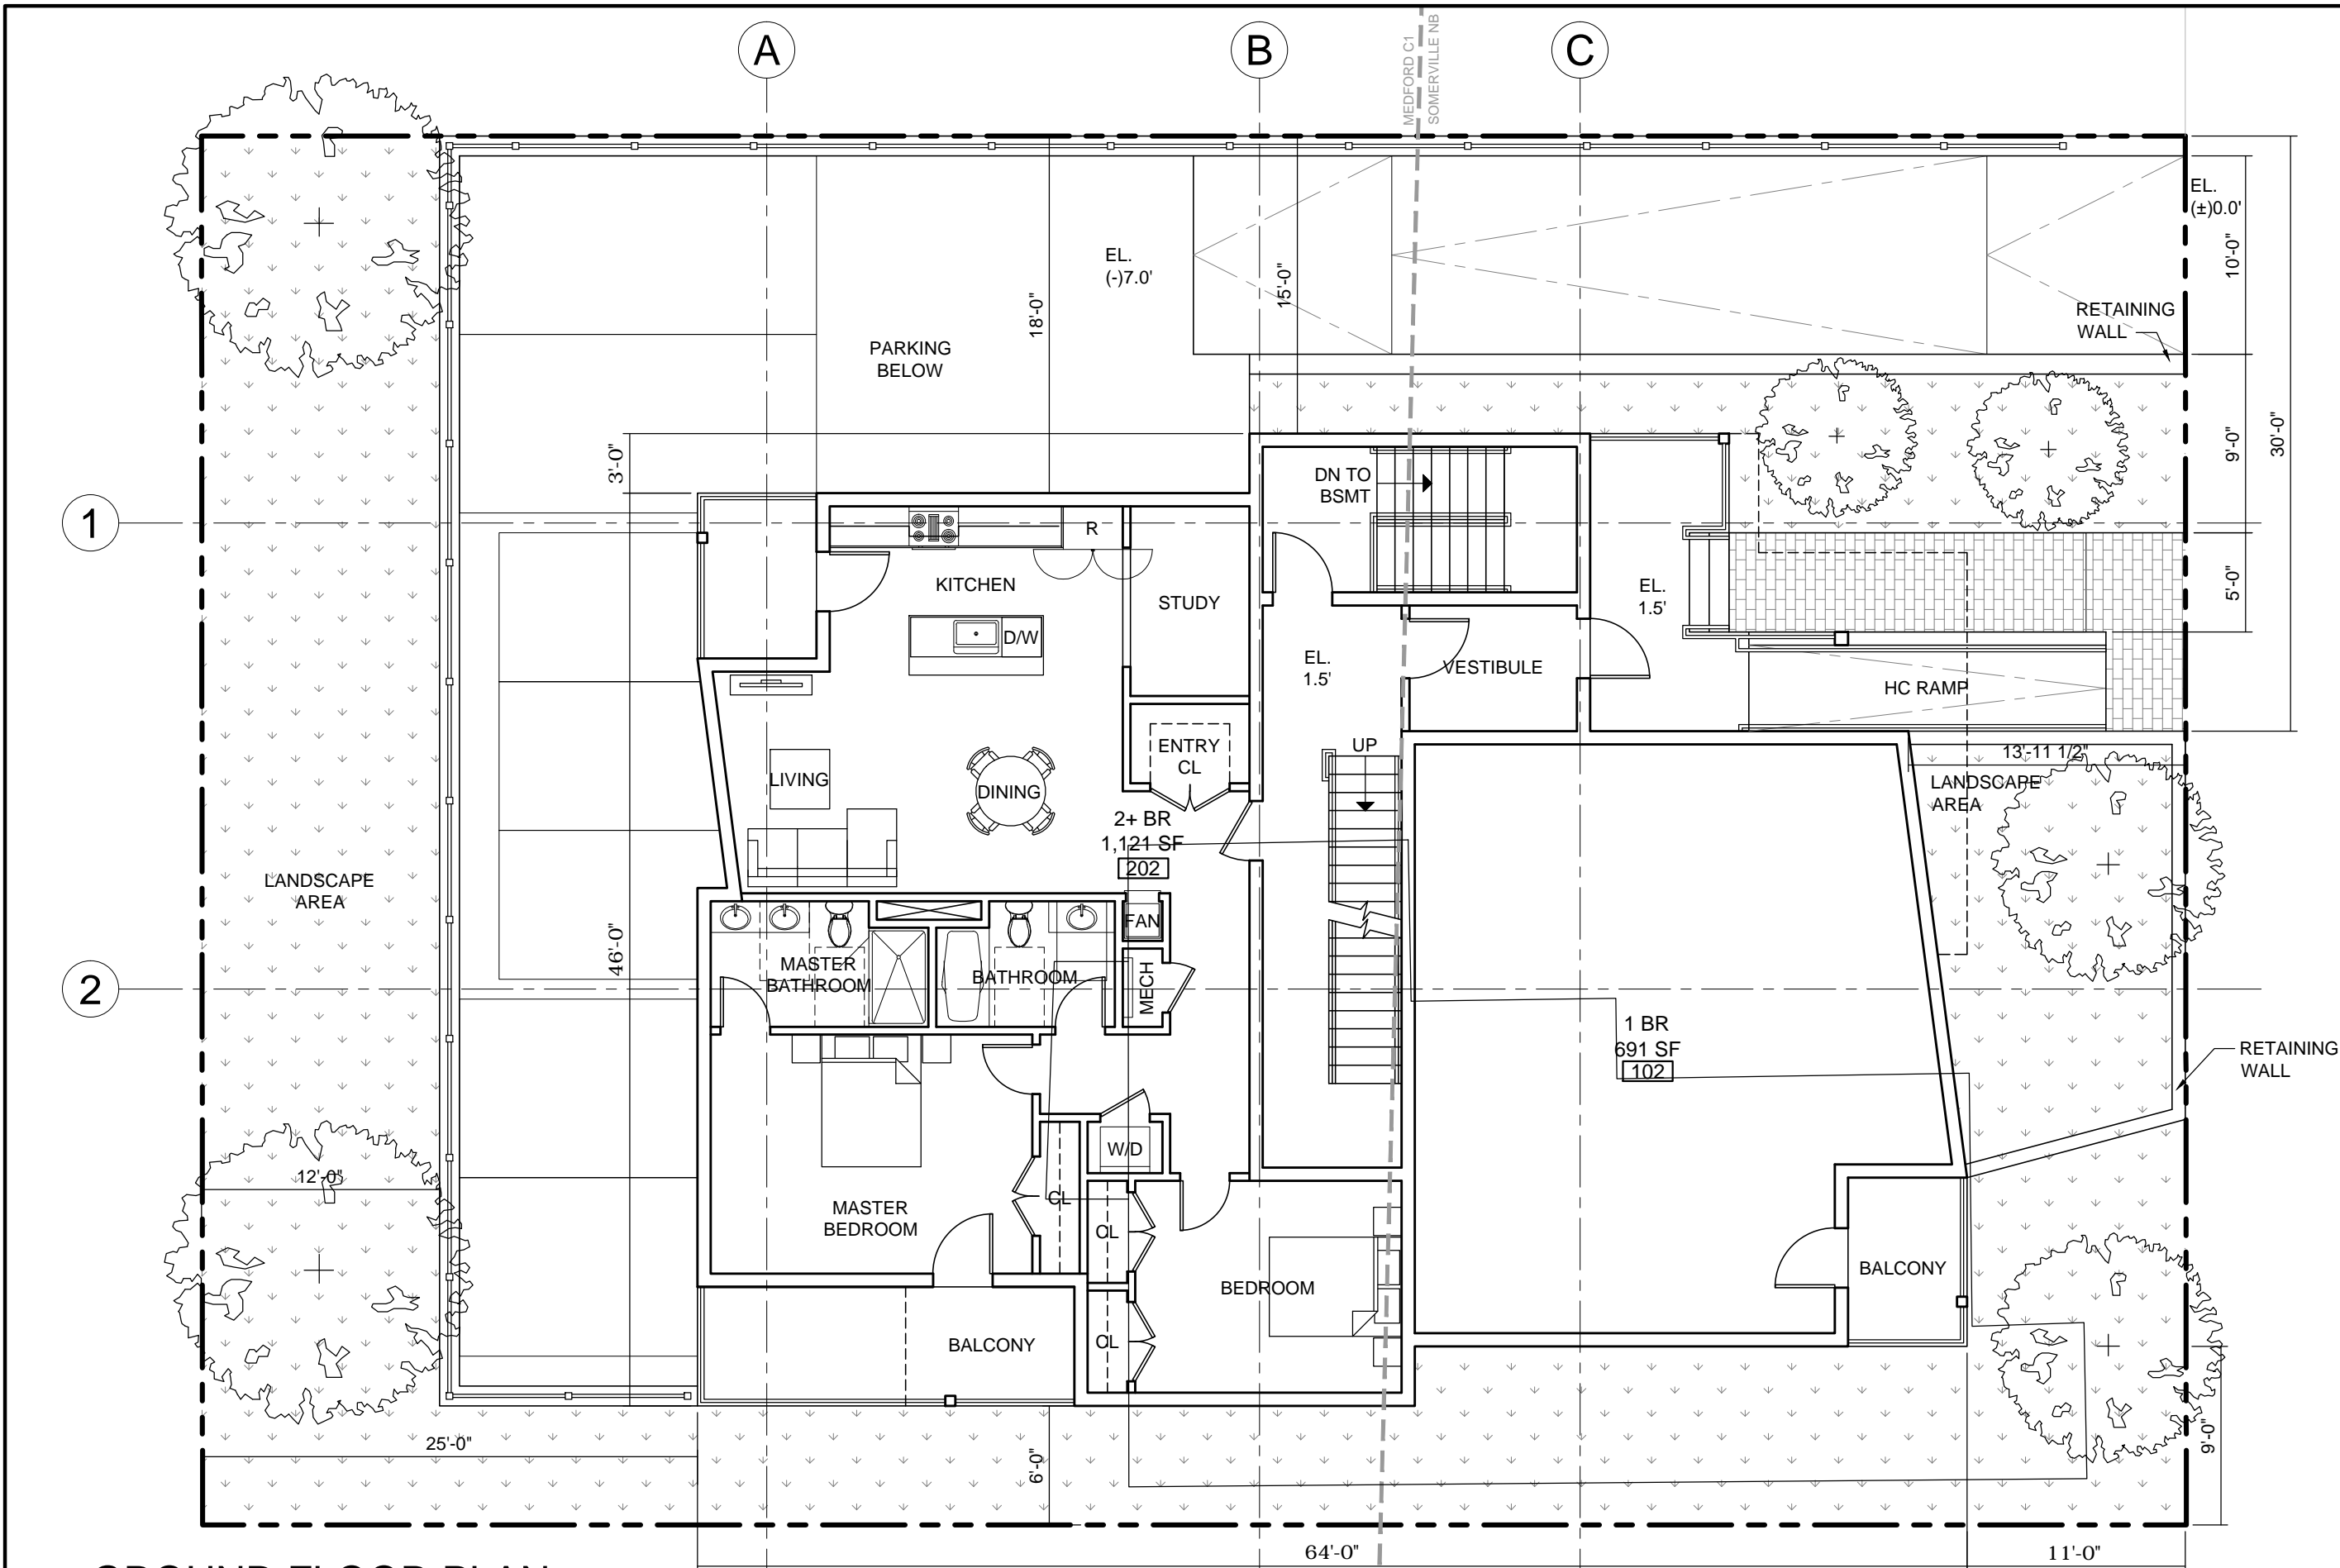 A
B
C
MEDFORD C1
SOMERVILLE NB
EL.
(±)0.0'
EL.
(-)7.0'
15'-0"
10'-0"
18'-0"
RETAINING
WALL
PARKING
BELOW
30'-0"
9'-0"
3'-0"
DN TO
BSMT
1
R
KITCHEN
STUDY
EL.
1.5'
5'-0"
D/W
EL.
1.5'
VESTIBULE
HC RAMP
UP
ENTRY
CL
13'-11 1/2"
LIVING
DINING
LANDSCAPE
AREA
2+ BR
1,121 SF
202
LANDSCAPE
AREA
FAN
46'-0"
MASTER
BATHROOM
BATHROOM
MECH
2
1 BR
691 SF
102
RETAINING
WALL
W/D
12'-0"
CL
MASTER
BEDROOM
CL
BALCONY
BEDROOM
CL
BALCONY
25'-0"
6'-0"
9'-0"
64'-0"
11'-0"
GROUND FLOOR PLAN